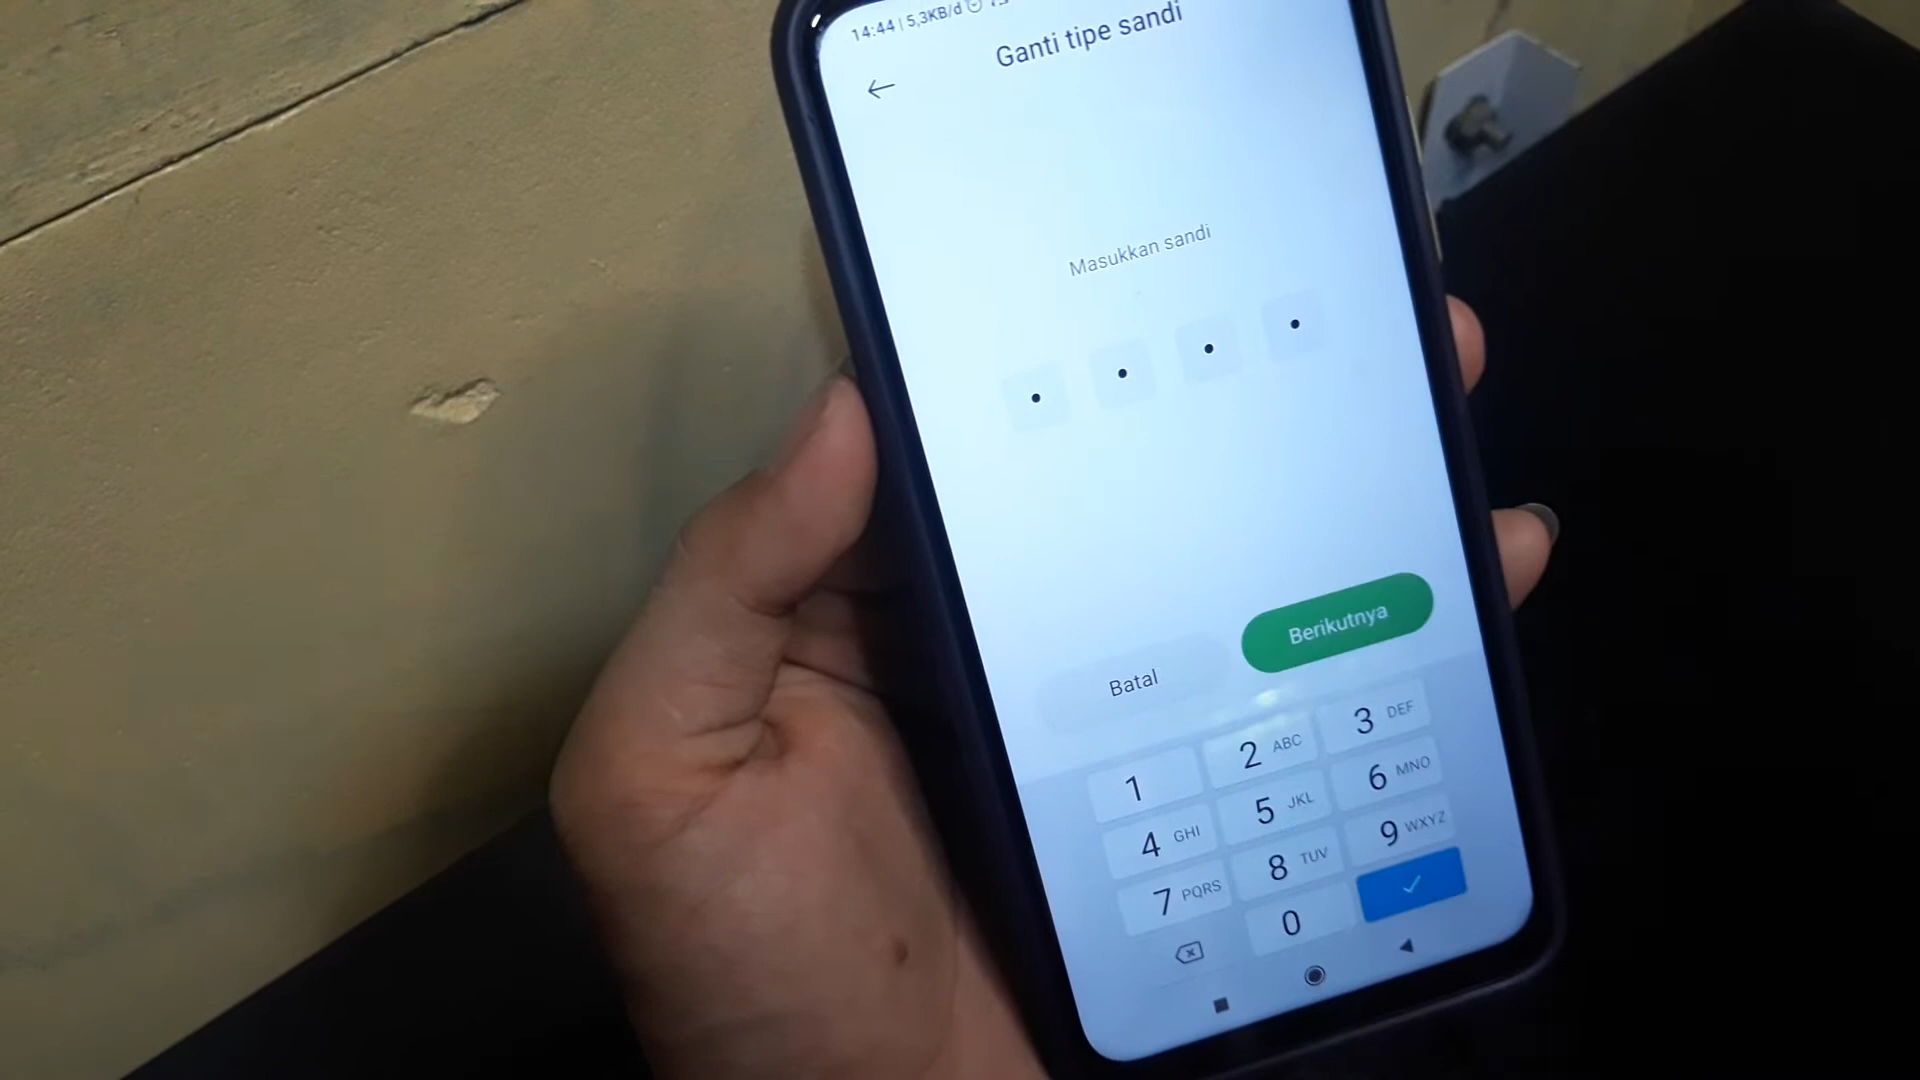 14:44 | 5,3KB/d
Ganti tipe sandi
Masukkan sandi
Berikutnya
Batal
1 2 ABC 3 DEF
4 GHI 5 JKL 6 MNO
7 PQRS 8 TUV 9 WXYZ
0